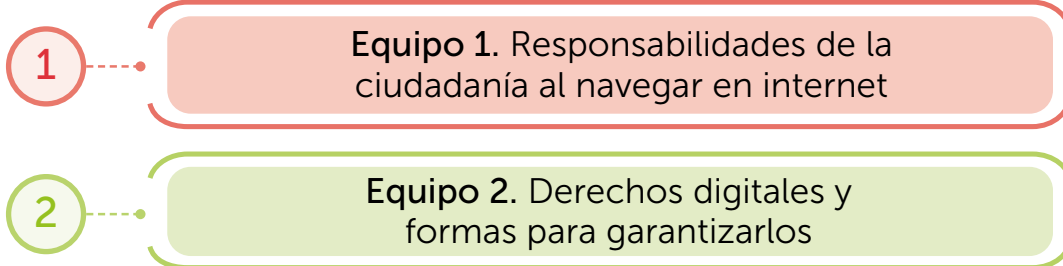 1
Equipo 1. Responsabilidades de la
ciudadanía al navegar en internet
2
Equipo 2. Derechos digitales y
formas para garantizarlos